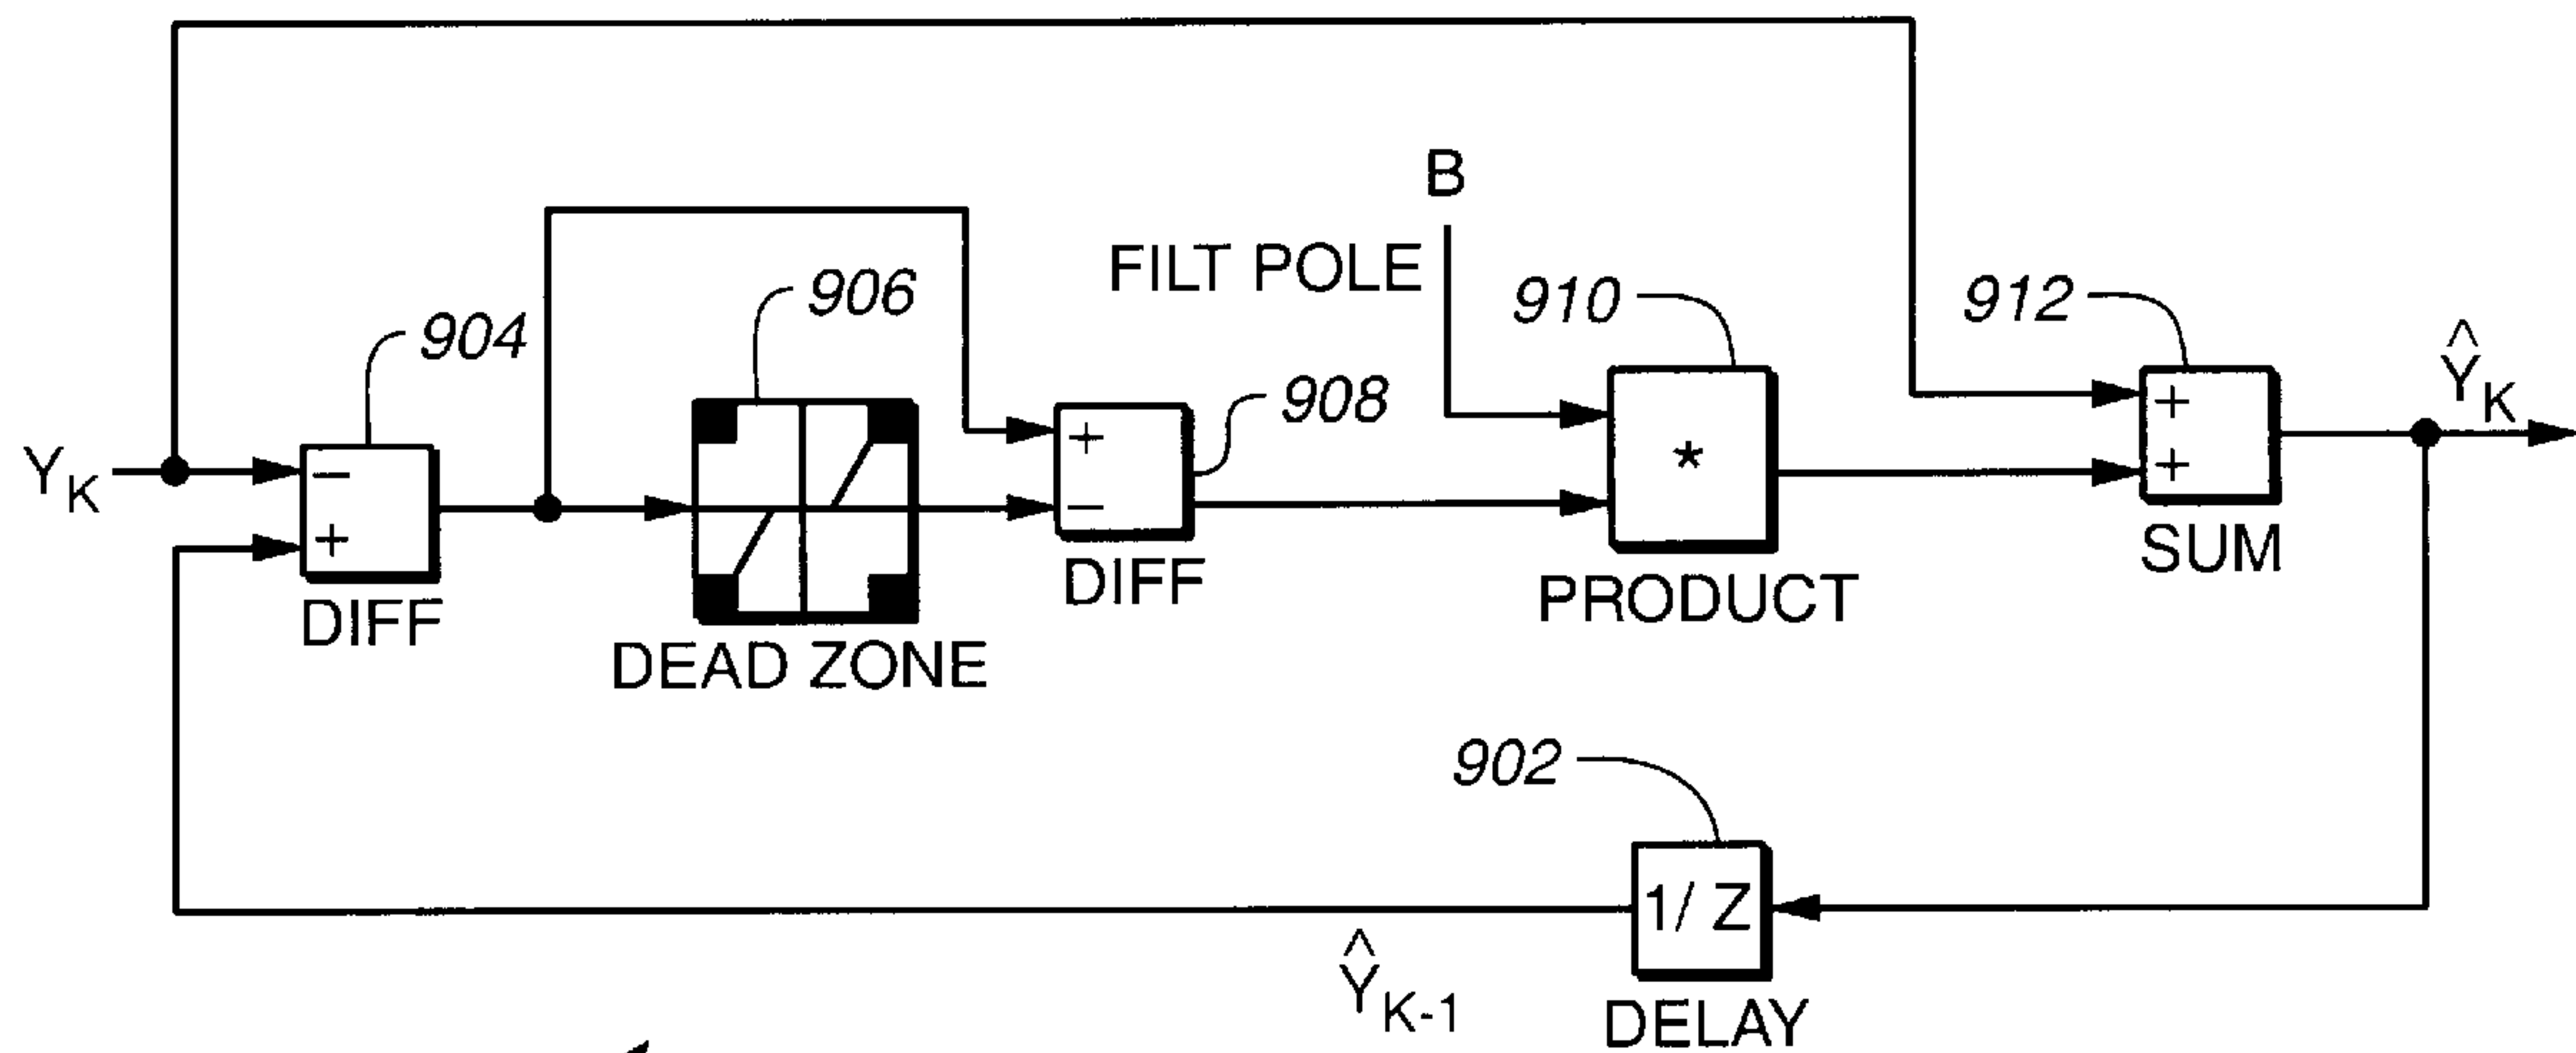 B
FILT POLE
906
910
912
904
908
Ŷ_K
Y_K
−
+
+
−
*
+
+
DIFF
DEAD ZONE
DIFF
PRODUCT
SUM
902
1/Z
Ŷ_K-1
DELAY